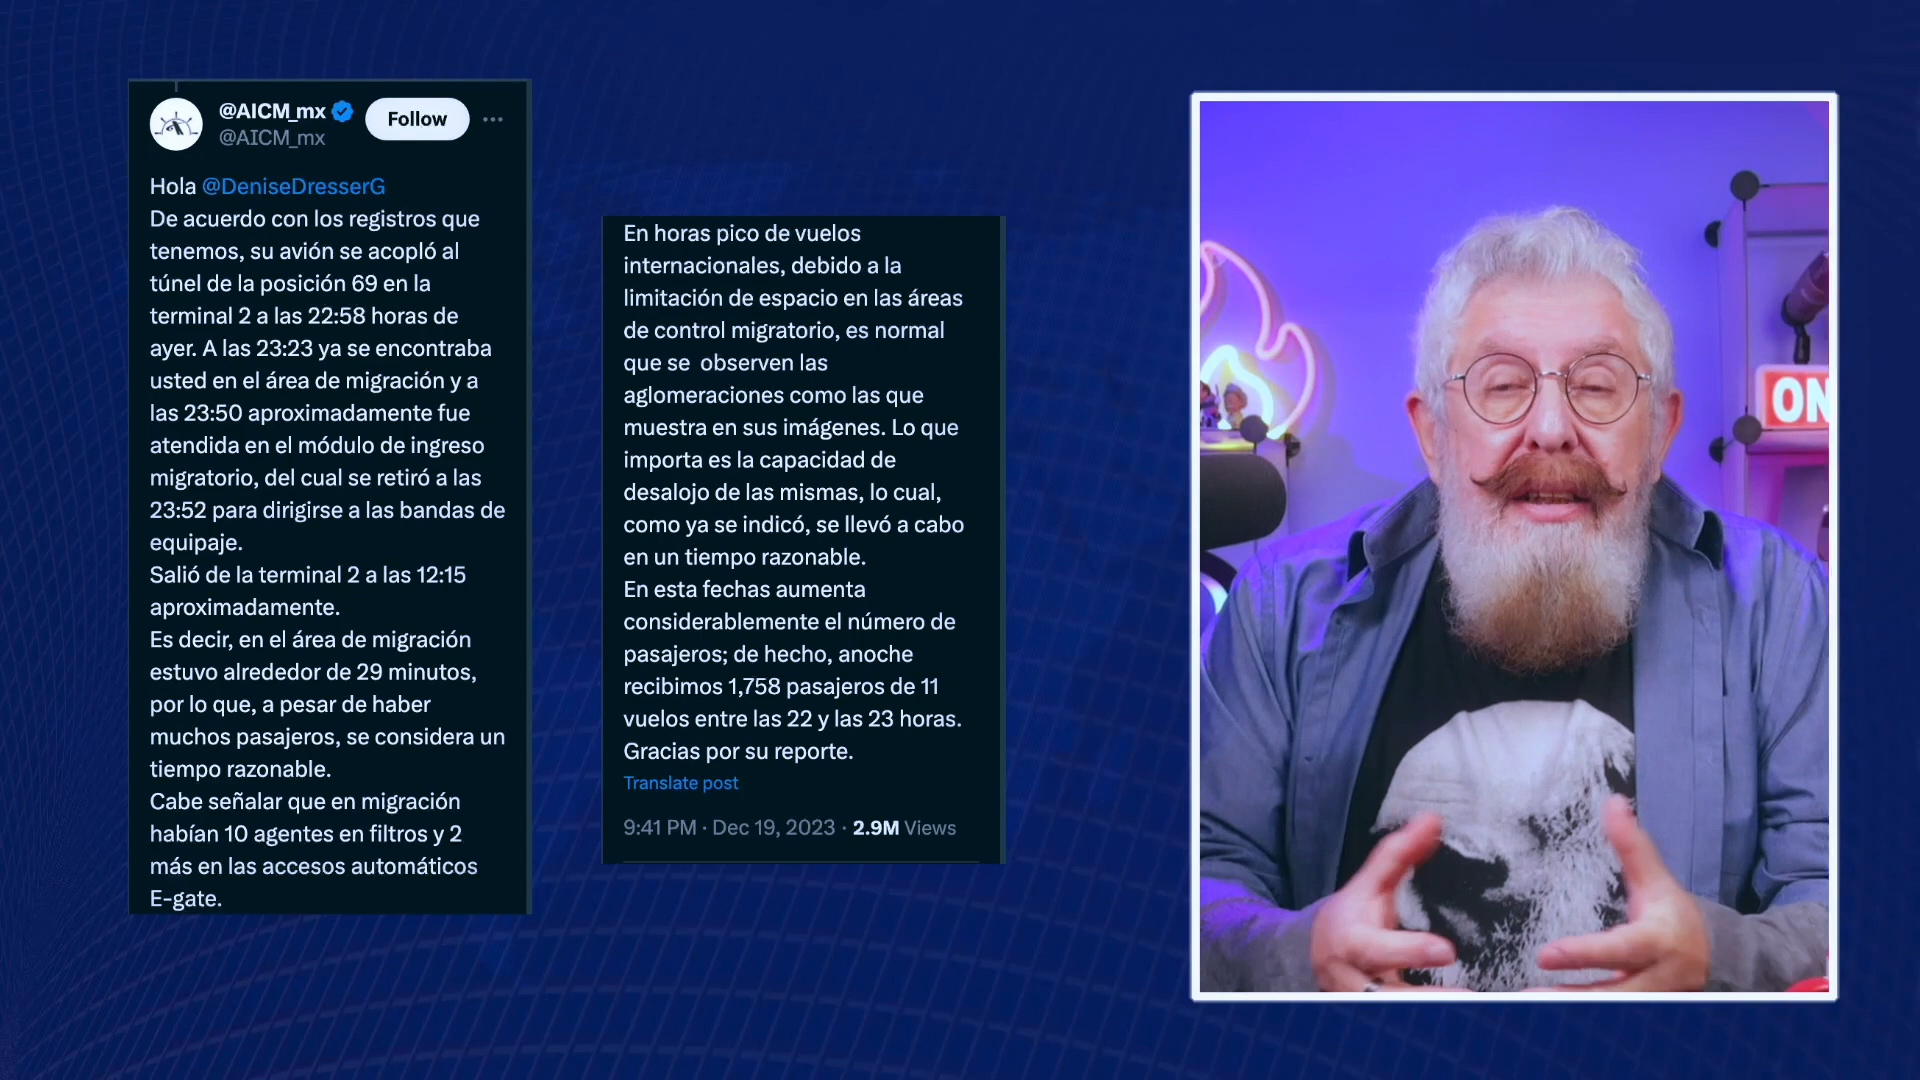 @AICM_mx
Follow
@AICM_mx
Hola @DeniseDresserG
De acuerdo con los registros que
tenemos, su avión se acopló al
túnel de la posición 69 en la
terminal 2 a las 22:58 horas de
ayer. A las 23:23 ya se encontraba
usted en el área de migración y a
las 23:50 aproximadamente fue
atendida en el módulo de ingreso
migratorio, del cual se retiró a las
23:52 para dirigirse a las bandas de
equipaje.
Salió de la terminal 2 a las 12:15
aproximadamente.
Es decir, en el área de migración
estuvo alrededor de 29 minutos,
por lo que, a pesar de haber
muchos pasajeros, se considera un
tiempo razonable.
Cabe señalar que en migración
habían 10 agentes en filtros y 2
más en las accesos automáticos
E-gate.
En horas pico de vuelos
internacionales, debido a la
limitación de espacio en las áreas
de control migratorio, es normal
que se  observen las
aglomeraciones como las que
muestra en sus imágenes. Lo que
importa es la capacidad de
desalojo de las mismas, lo cual,
como ya se indicó, se llevó a cabo
en un tiempo razonable.
En esta fechas aumenta
considerablemente el número de
pasajeros; de hecho, anoche
recibimos 1,758 pasajeros de 11
vuelos entre las 22 y las 23 horas.
Gracias por su reporte.
Translate post
9:41 PM · Dec 19, 2023 · 2.9M Views
ON